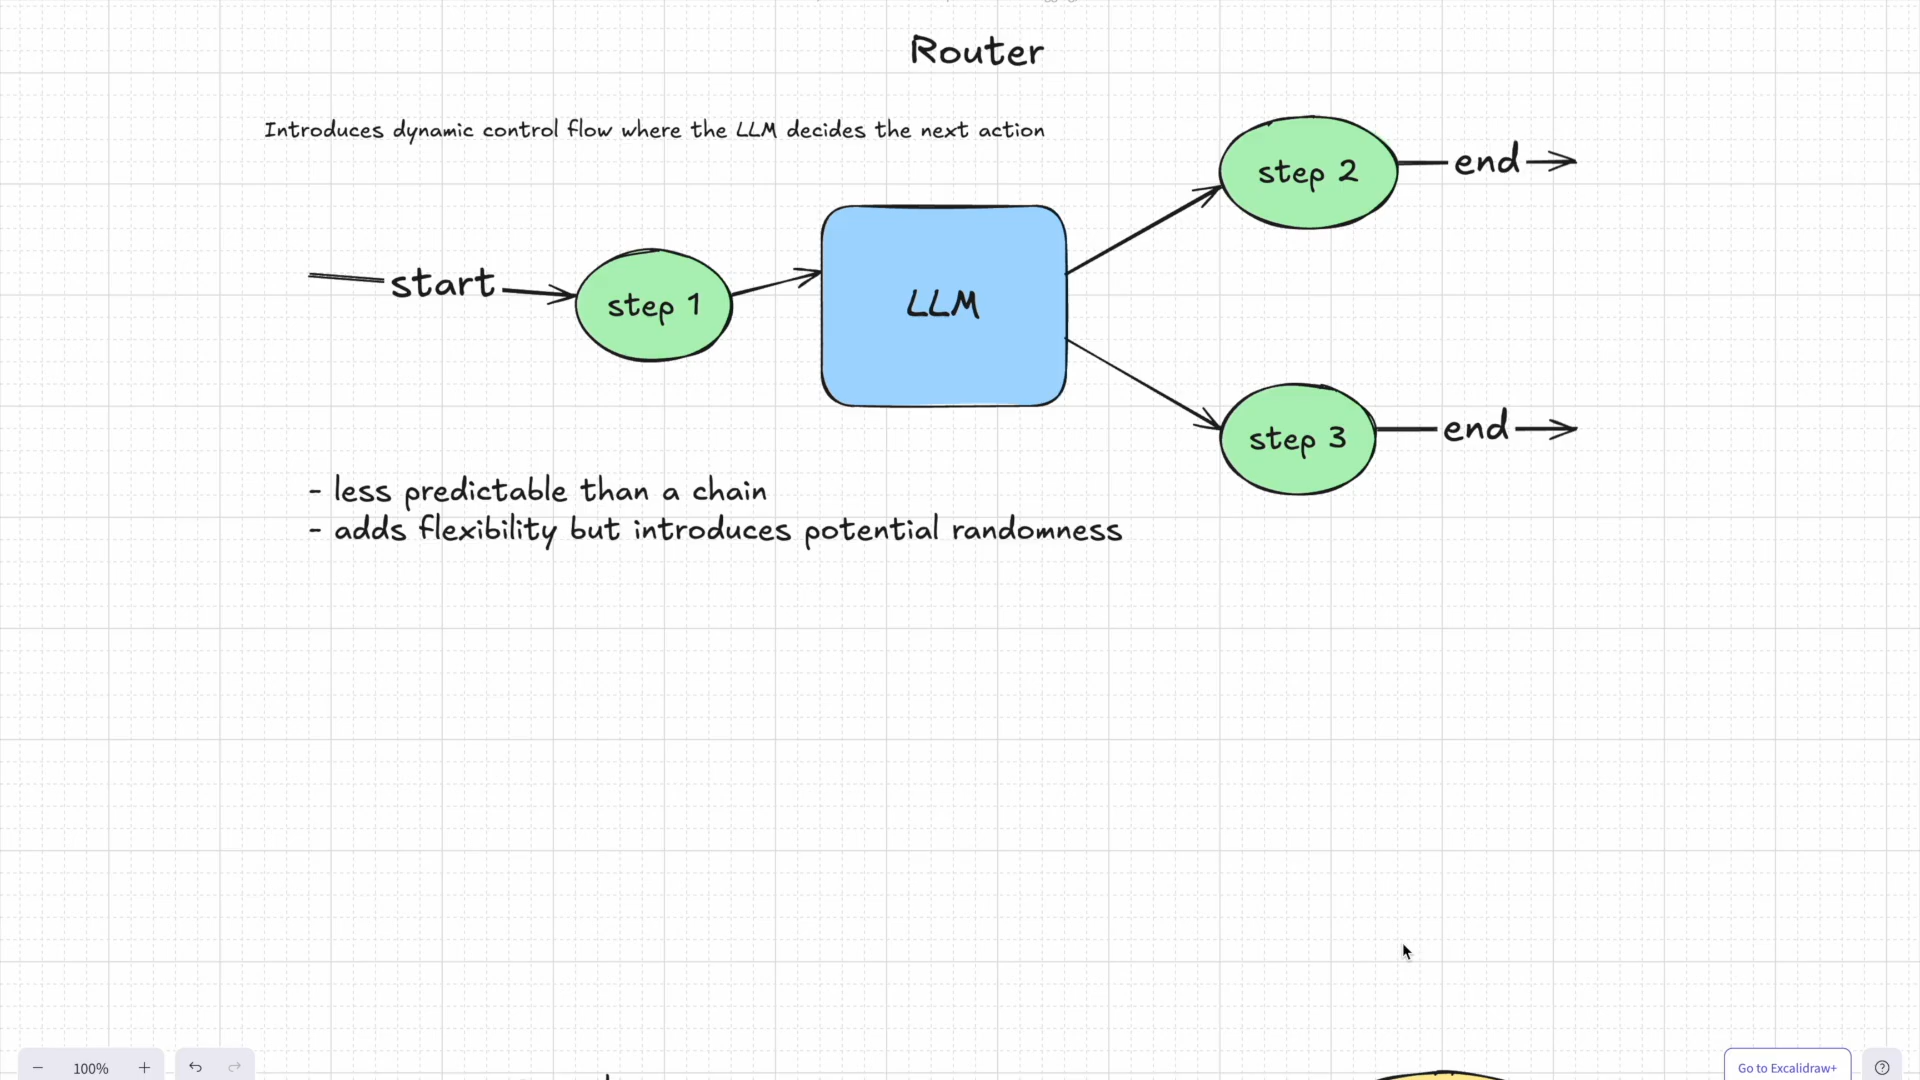 Router
Introduces dynamic control flow where the LLM decides the next action
start
step 1
LLM
step 2
end
step 3
end
- less predictable than a chain
- adds flexibility but introduces potential randomness
100%
Go to Excalidraw+